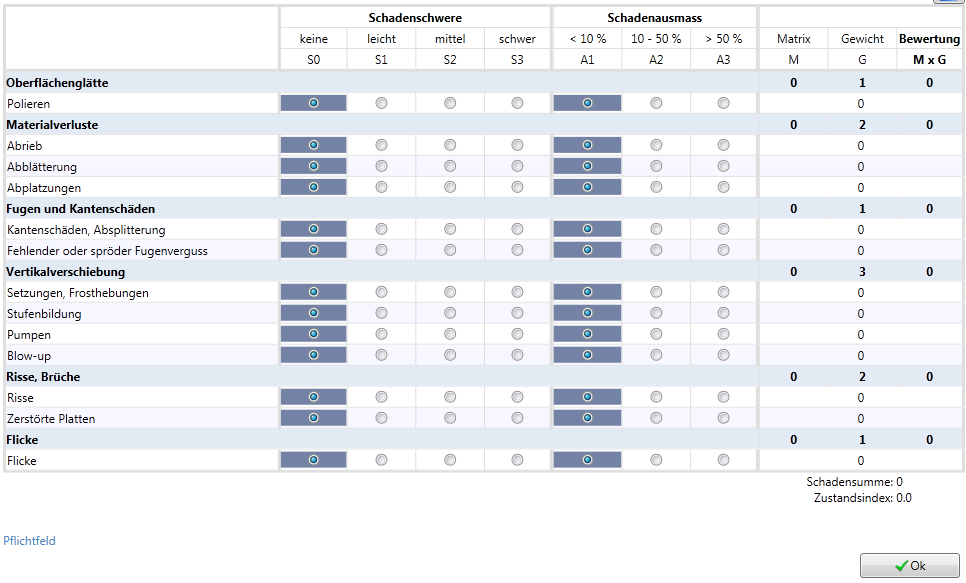 Schadenschwere Schadenausmass
keine leicht mittel schwer < 10 % 10 - 50 % > 50 % Matrix Gewicht Bewertung
S0 S1 S2 S3 A1 A2 A3 M G M x G
Oberflächenglätte 0 1 0
Polieren 0
Materialverluste 0 2 0
Abrieb 0
Abblätterung 0
Abplatzungen 0
Fugen und Kantenschäden 0 1 0
Kantenschäden, Absplitterung 0
Fehlender oder spröder Fugenverguss 0
Vertikalverschiebung 0 3 0
Setzungen, Frosthebungen 0
Stufenbildung 0
Pumpen 0
Blow-up 0
Risse, Brüche 0 2 0
Risse 0
Zerstörte Platten 0
Flicke 0 1 0
Flicke 0
Schadensumme: 0
Zustandsindex: 0.0
Pflichtfeld
Ok